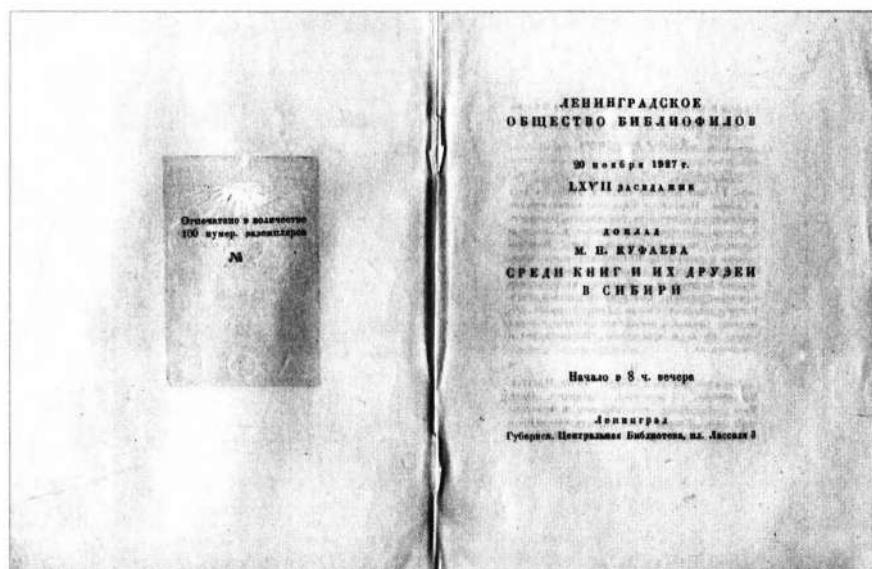 Отпечатано в количестве
100 нумер. экземпляров
№
ЛЕНИНГРАДСКОЕ
ОБЩЕСТВО БИБЛИОФИЛОВ
20 ноября 1927 г.
LXVII ЗАСЕДАНИЕ
ДОКЛАД
М. Н. КУФАЕВА
СРЕДИ КНИГ И ИХ ДРУЗЕЙ
В СИБИРИ
Начало в 8 ч. вечера
Ленинград
Губернск. Центральная Библиотека, пл. Лассаля 3